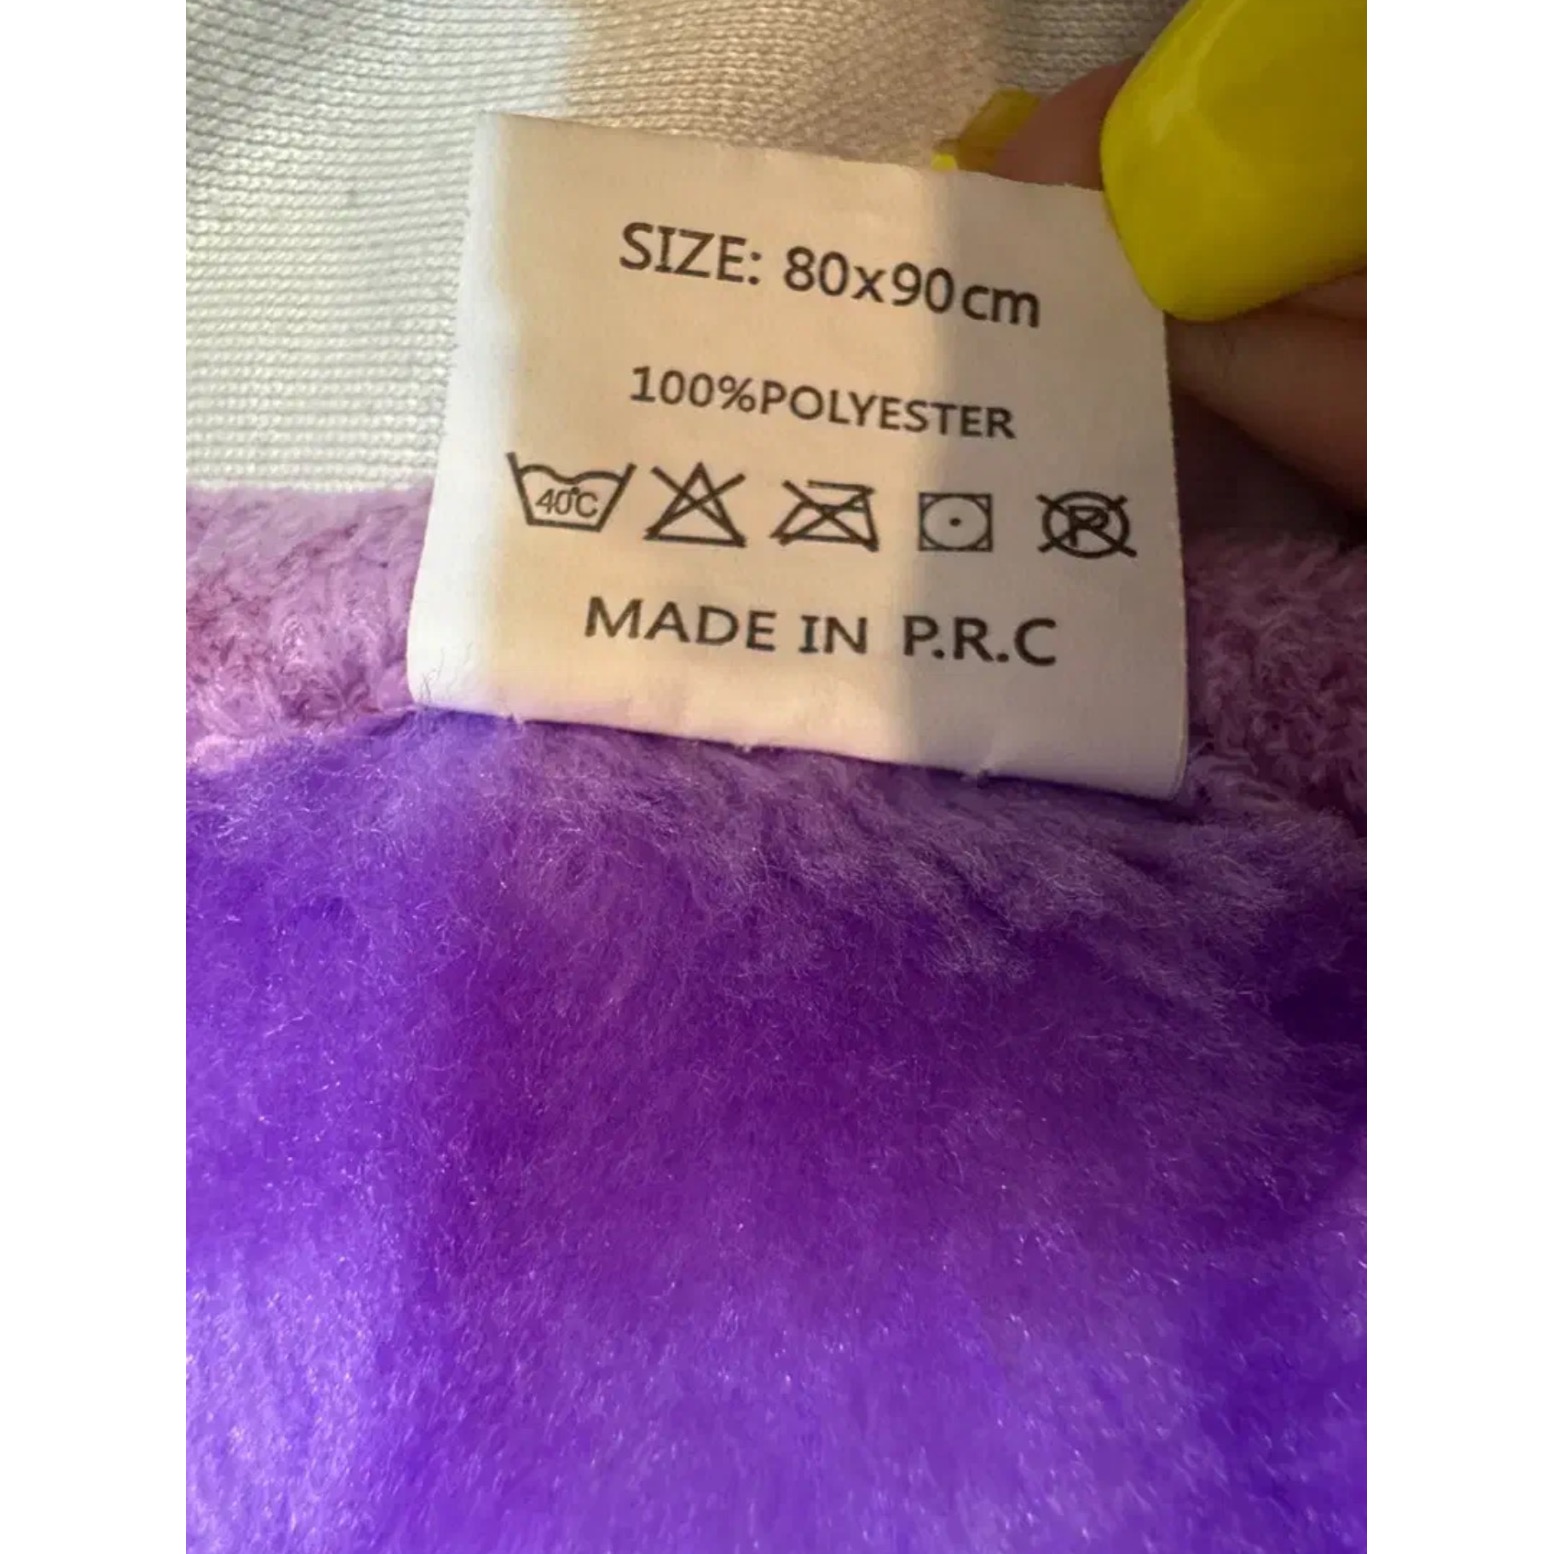 SIZE: 80x90cm
100%POLYESTER
40°C P
MADE IN P.R.C